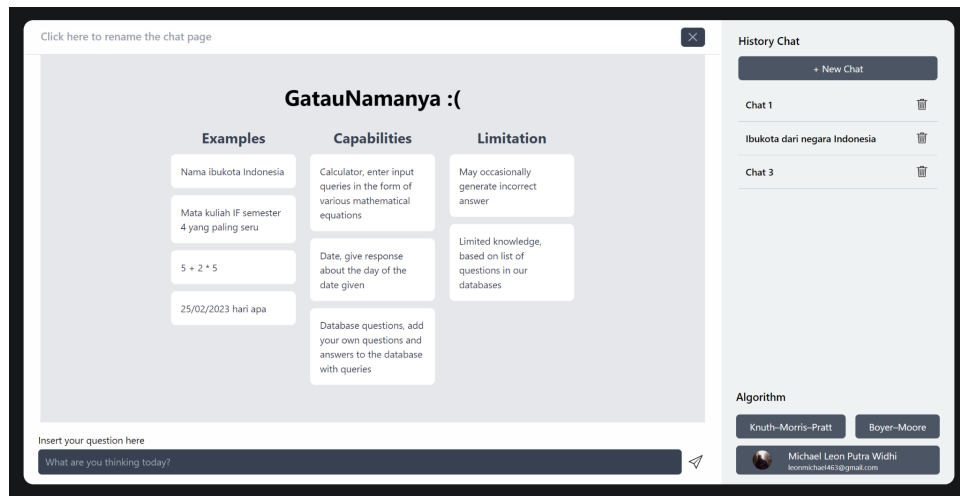 Click here to rename the chat page
GatauNamanya :(
Examples
Nama ibukota Indonesia
Mata kuliah IF semester
4 yang paling seru
5 + 2 * 5
25/02/2023 hari apa
Capabilities
Calculator, enter input
queries in the form of
various mathematical
equations
Date, give response
about the day of the
date given
Database questions, add
your own questions and
answers to the database
with queries
Limitation
May occasionally
generate incorrect
answer
Limited knowledge,
based on list of
questions in our
databases
Insert your question here
What are you thinking today?
History Chat
+ New Chat
Chat 1
Ibukota dari negara Indonesia
Chat 3
Algorithm
Knuth–Morris–Pratt
Boyer–Moore
Michael Leon Putra Widhi
leonmichael463@gmail.com